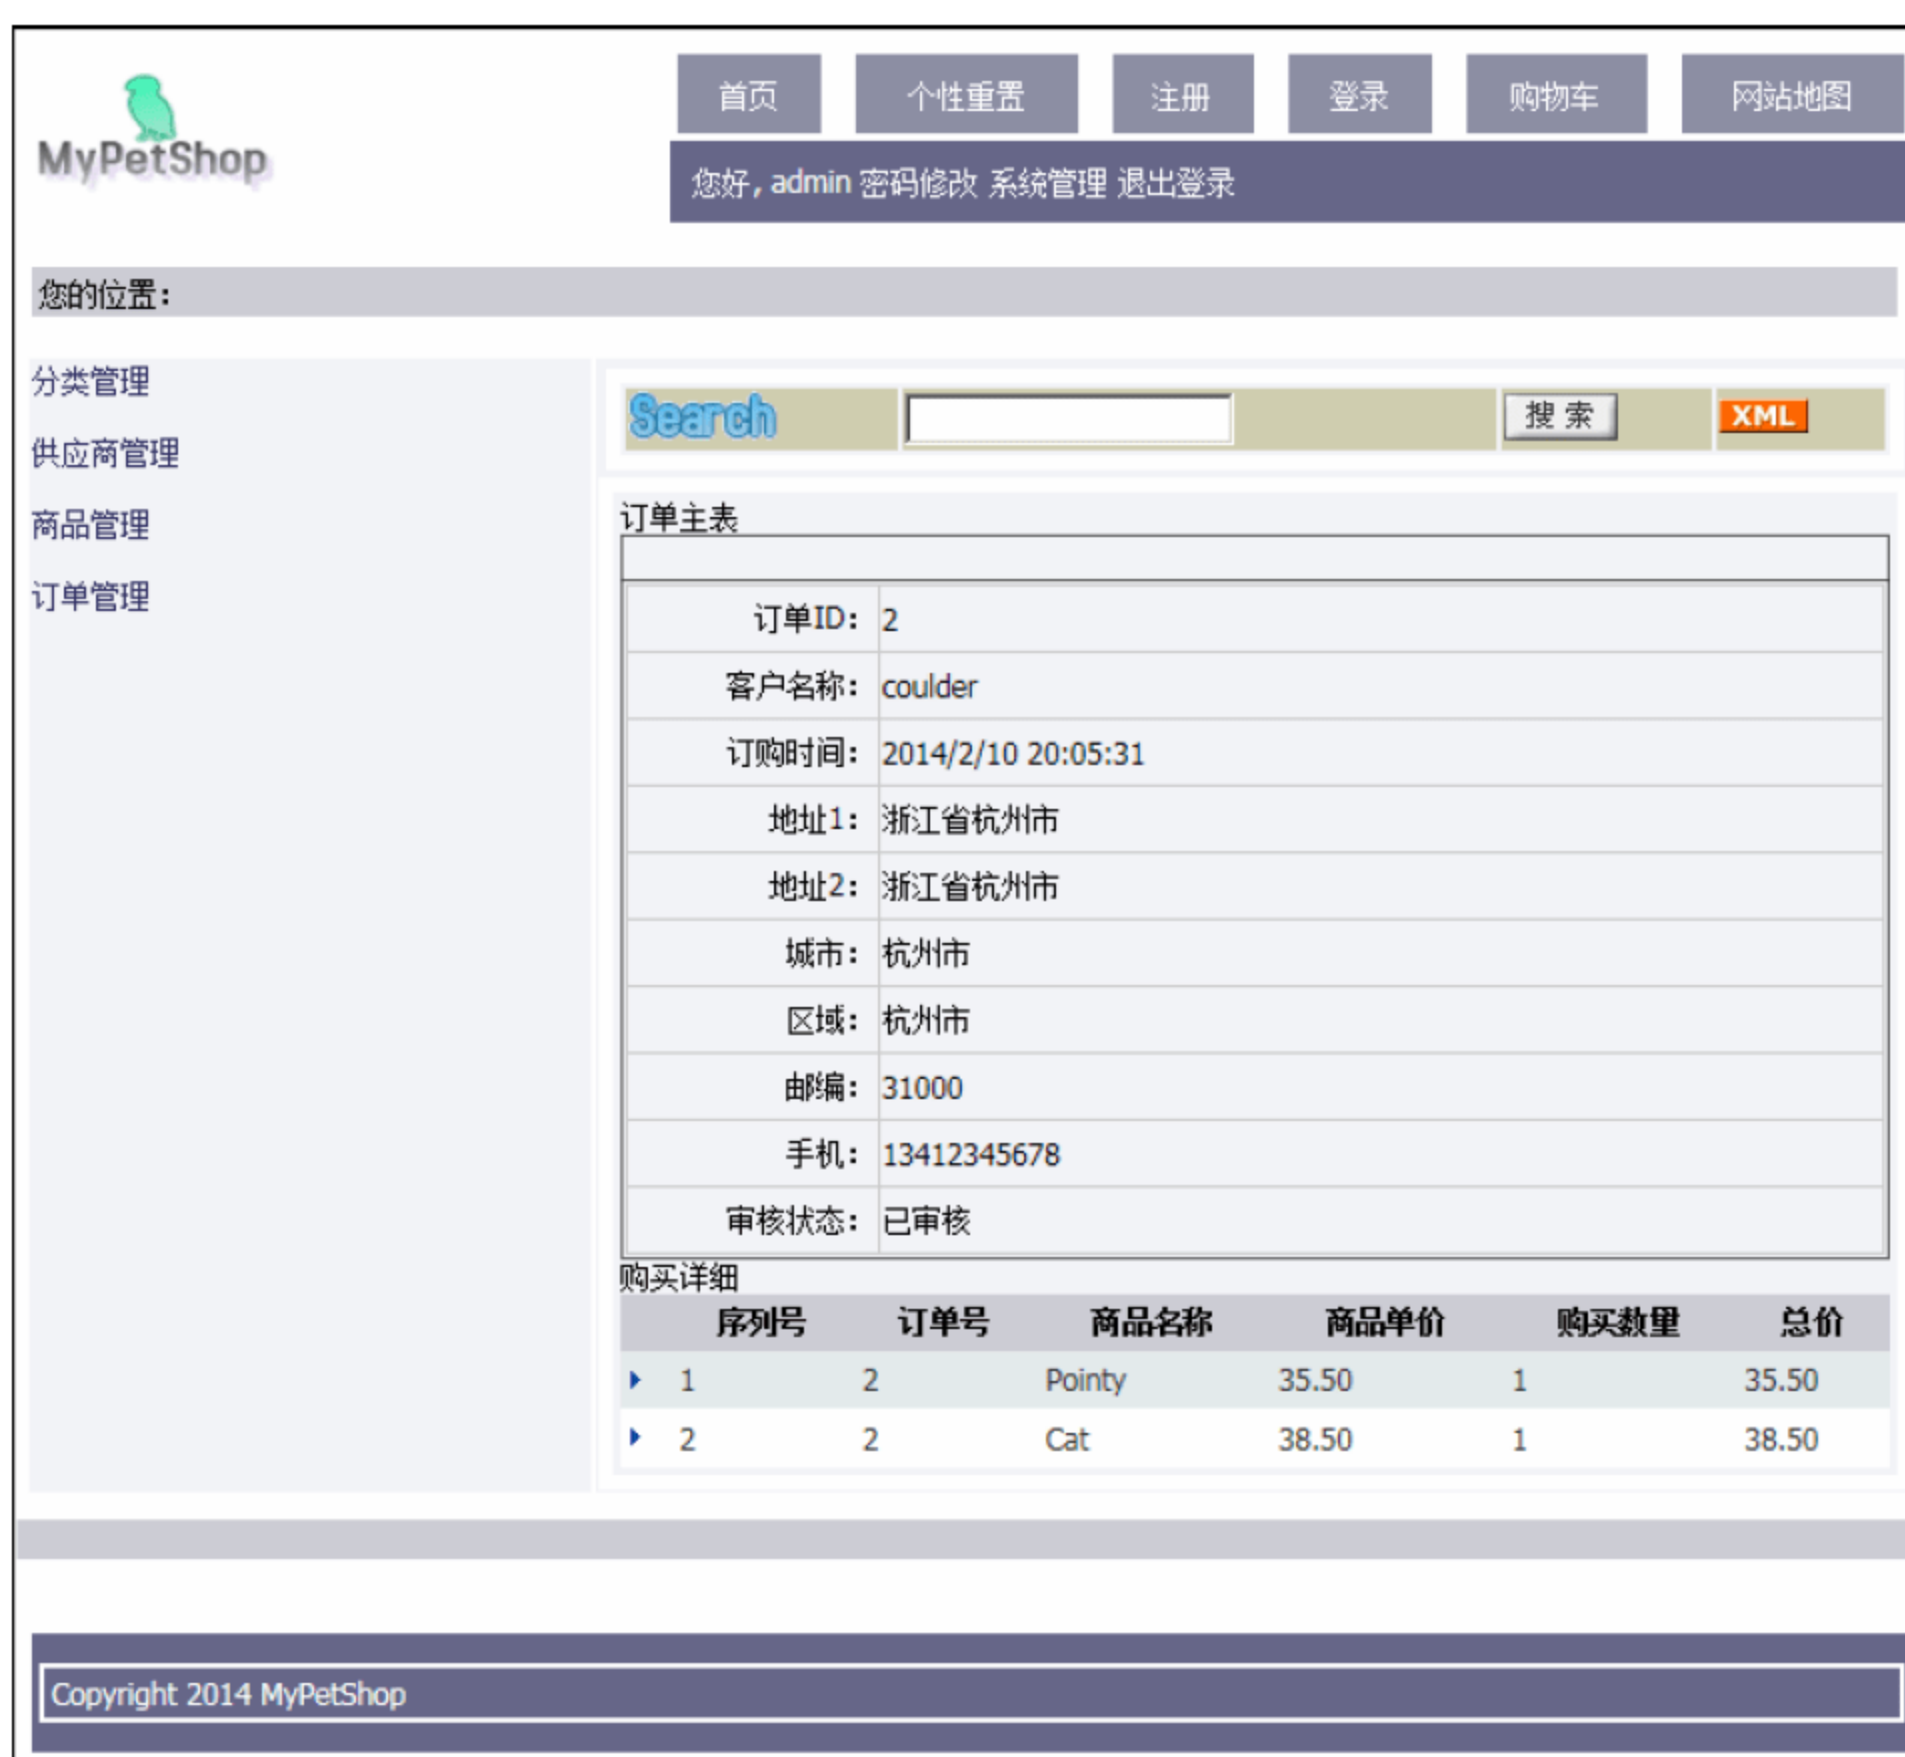 MyPetShop
首页 个性重置 注册 登录 购物车 网站地图
您好, admin 密码修改 系统管理 退出登录
您的位置：
分类管理
供应商管理
商品管理
订单管理
Search 搜 索 XML
订单主表
订单ID： 2
客户名称： coulder
订购时间： 2014/2/10 20:05:31
地址1： 浙江省杭州市
地址2： 浙江省杭州市
城市： 杭州市
区域： 杭州市
邮编： 31000
手机： 13412345678
审核状态： 已审核
购买详细
序列号 订单号 商品名称 商品单价 购买数量 总价
1 2 Pointy 35.50 1 35.50
2 2 Cat 38.50 1 38.50
Copyright 2014 MyPetShop